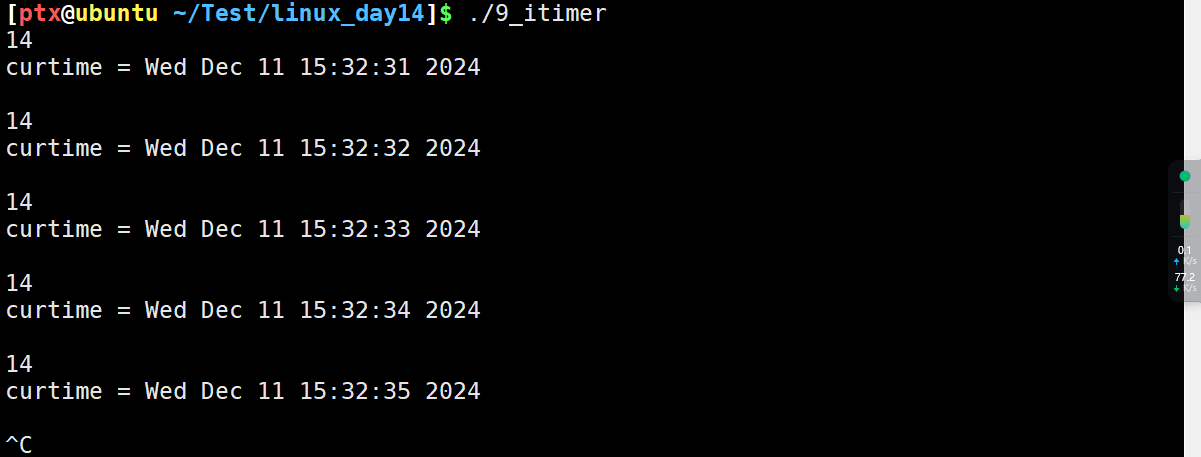 [ptx@ubuntu ~/Test/linux_day14]$ ./9_itimer
14
curtime = Wed Dec 11 15:32:31 2024
14
curtime = Wed Dec 11 15:32:32 2024
14
curtime = Wed Dec 11 15:32:33 2024
14
curtime = Wed Dec 11 15:32:34 2024
14
curtime = Wed Dec 11 15:32:35 2024
^C
0.1
K/s
77.2
K/s